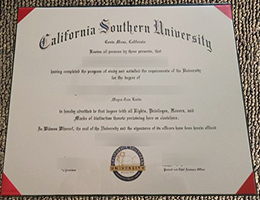 California Southern University
Costa Mesa, California
Known all persons by these presents, that
having completed the program of study and satisfied the requirements of the University
for the degree of
is hereby admitted to that degree with all Rights, Privileges, Honors, and
Marks of distinction thereto pertaining here or elsewhere.
In Witness Whereof, the seal of the University and the signatures of its officers have been hereto affixed
UNIVERSITY